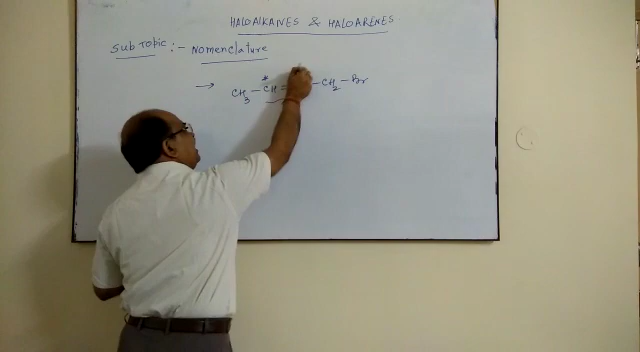 HALOALKANES & HALOARENES
Sub Topic :- Nomenclature
*
→ CH3 - CH = - CH2 - Br